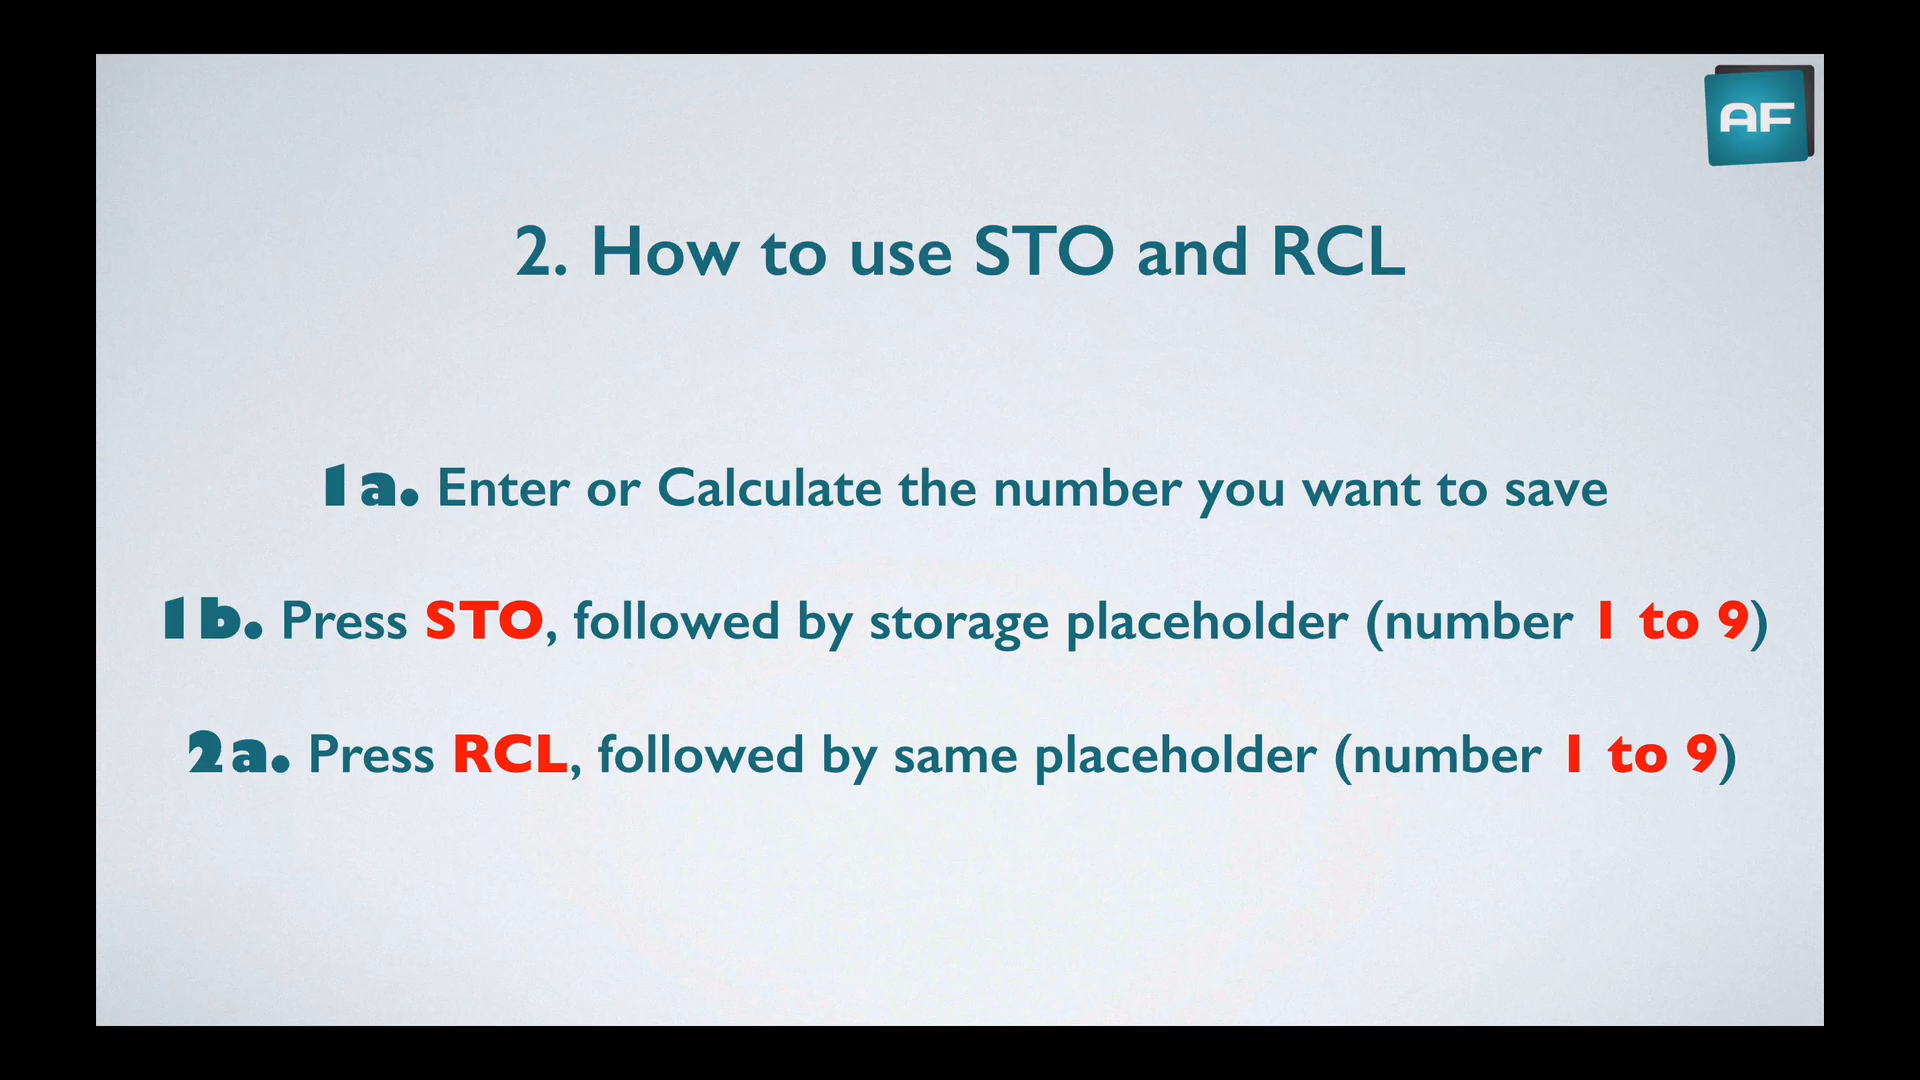 AF
2. How to use STO and RCL
1a. Enter or Calculate the number you want to save
1b. Press STO, followed by storage placeholder (number 1 to 9)
2a. Press RCL, followed by same placeholder (number 1 to 9)